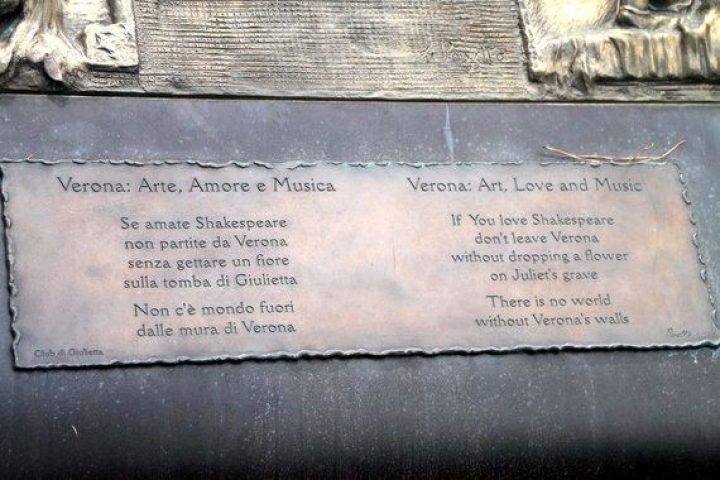 Verona: Arte, Amore e Musica
Se amate Shakespeare
non partite da Verona
senza gettare un fiore
sulla tomba di Giulietta
Non c'è mondo fuori
dalle mura di Verona
Club di Giulietta
Verona: Art, Love and Music
If You love Shakespeare
don't leave Verona
without dropping a flower
on Juliet's grave
There is no world
without Verona's walls